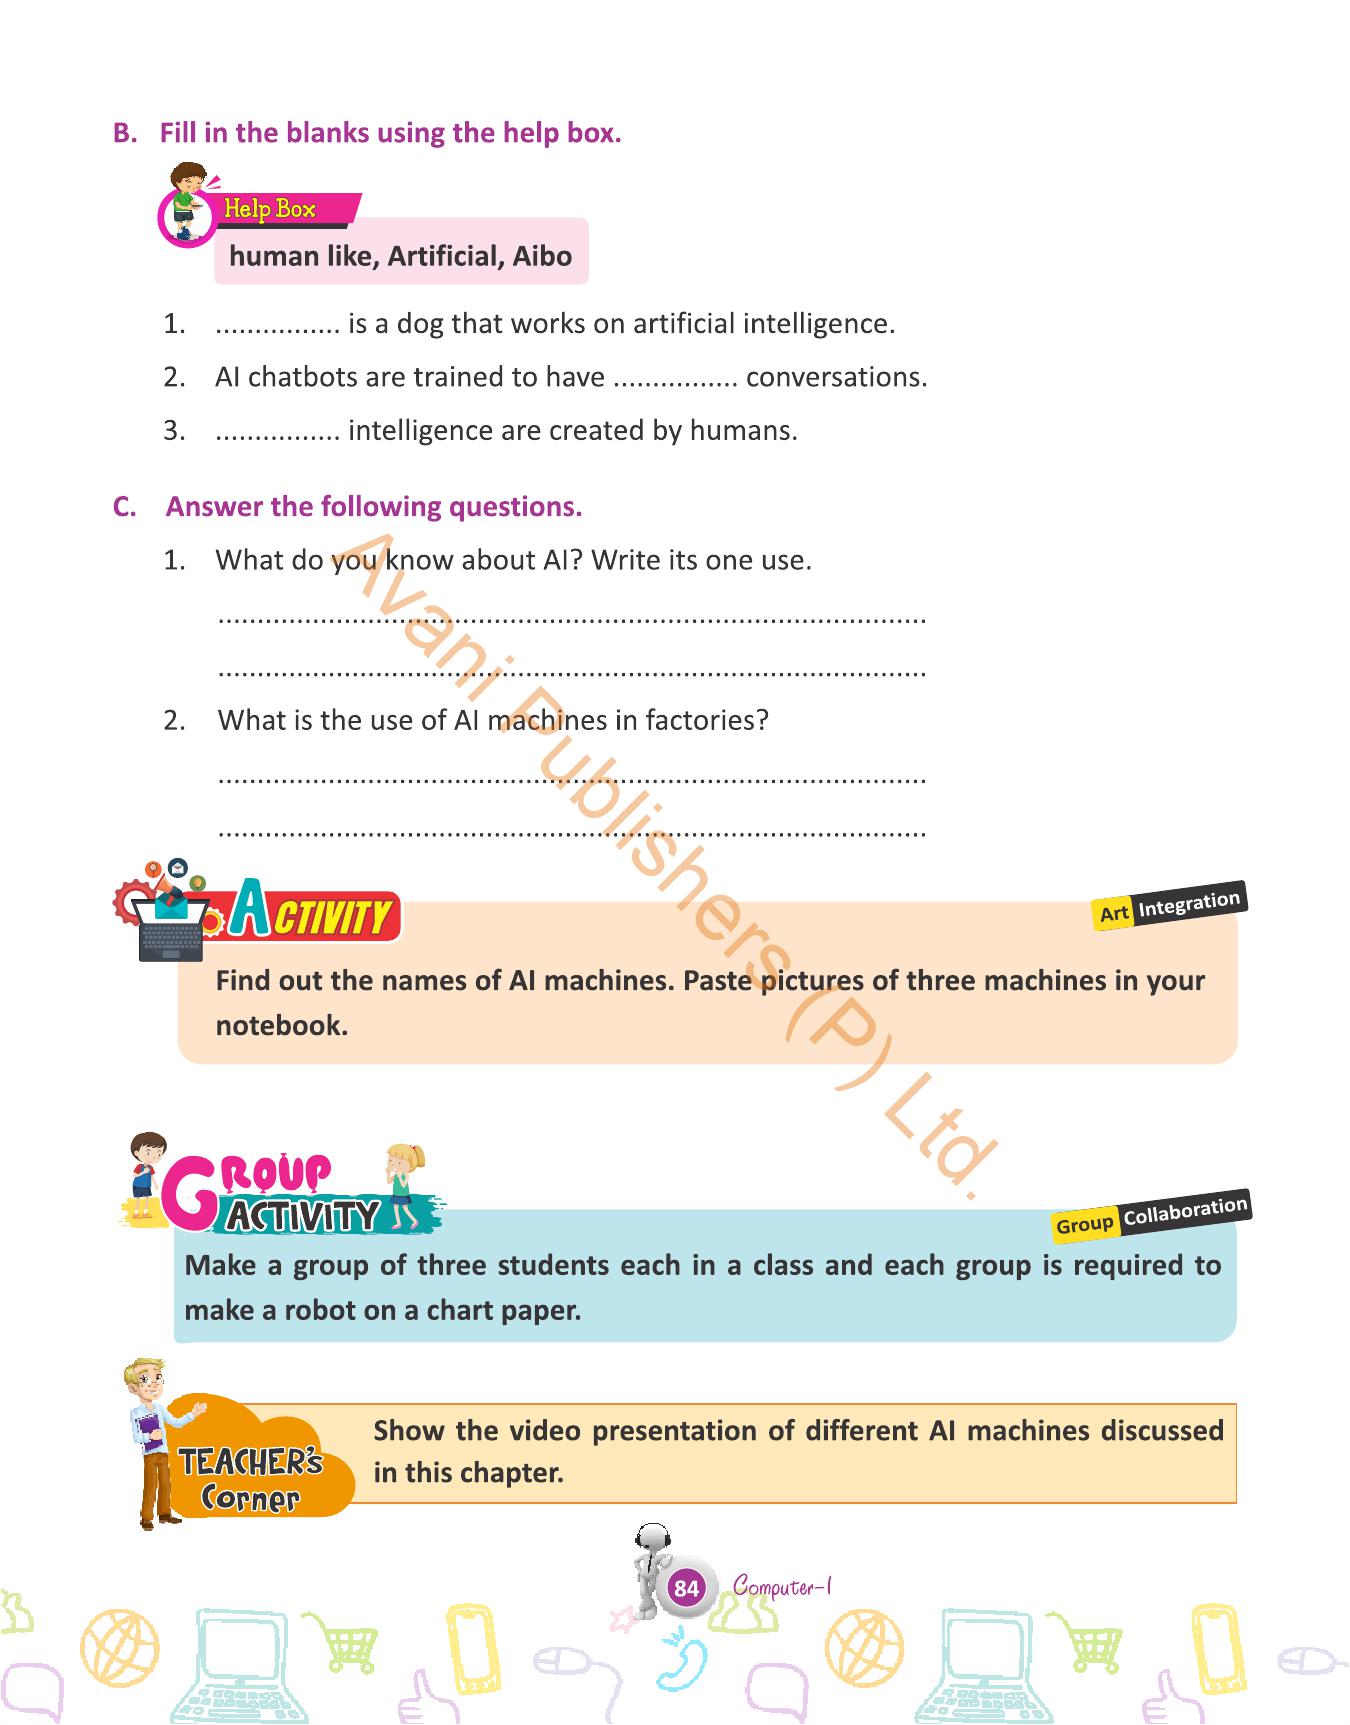 B. Fill in the blanks using the help box.
Help Box
human like, Artificial, Aibo
1. ................ is a dog that works on artificial intelligence.
2. AI chatbots are trained to have ................ conversations.
3. ................ intelligence are created by humans.
C. Answer the following questions.
1. What do you know about AI? Write its one use.
..........................................................................................
..........................................................................................
2. What is the use of AI machines in factories?
..........................................................................................
..........................................................................................
ACTIVITY
Art Integration
Find out the names of AI machines. Paste pictures of three machines in your
notebook.
GROUP
ACTIVITY
Group Collaboration
Make a group of three students each in a class and each group is required to
make a robot on a chart paper.
TEACHER's
Corner
Show the video presentation of different AI machines discussed
in this chapter.
84 Computer-1
Avani Publishers (P) Ltd.